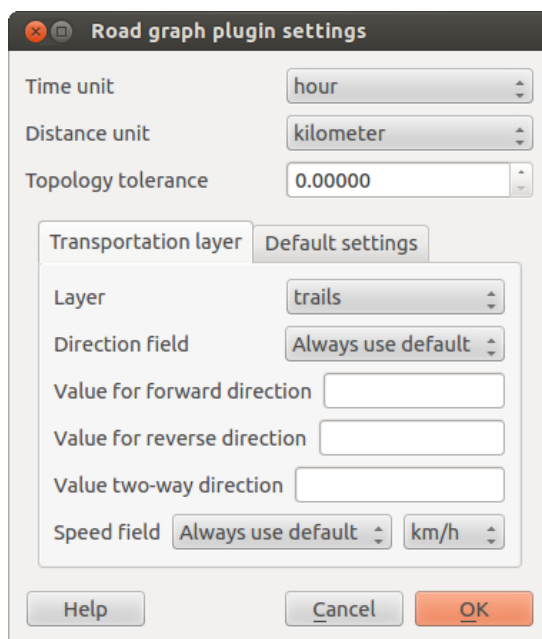 Road graph plugin settings
Time unit hour
Distance unit kilometer
Topology tolerance 0.00000
Transportation layer Default settings
Layer trails
Direction field Always use default
Value for forward direction
Value for reverse direction
Value two-way direction
Speed field Always use default km/h
Help Cancel OK